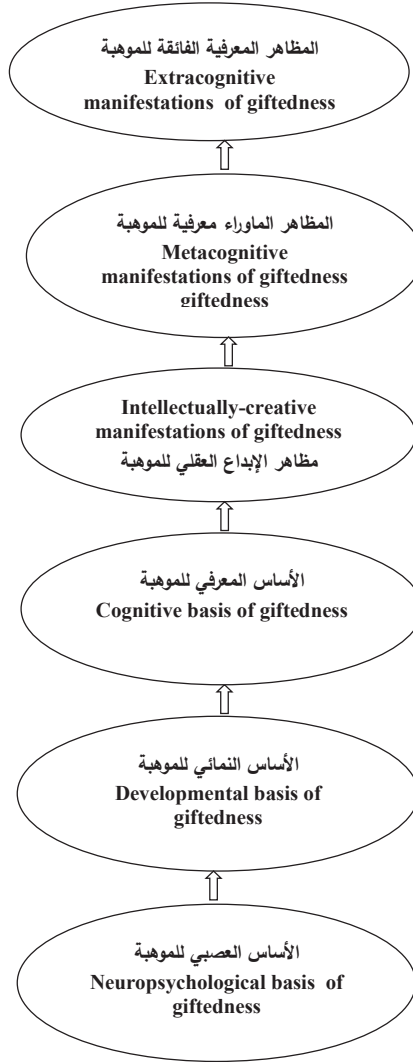 المظاهر المعرفية الفائقة للموهبة
Extracognitive
manifestations of giftedness
المظاهر الماوراء معرفية للموهبة
Metacognitive
manifestations of giftedness
giftedness
Intellectually-creative
manifestations of giftedness
مظاهر الإبداع العقلي للموهبة
الأساس المعرفي للموهبة
Cognitive basis of giftedness
الأساس النمائي للموهبة
Developmental basis of
giftedness
الأساس العصبي للموهبة
Neuropsychological basis of
giftedness